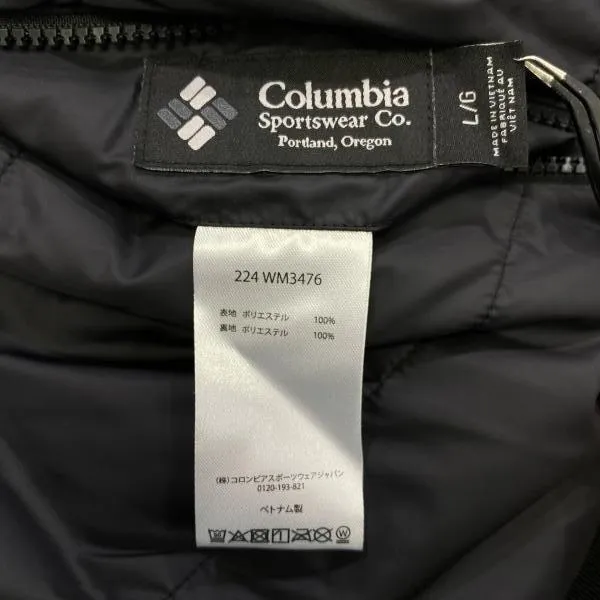 Columbia
Sportswear Co.
Portland, Oregon
L/G
MADE IN VIETNAM
FABRIQUÉ AU
VIÊT NAM
224 WM3476
表地 ポリエステル 100%
裏地 ポリエステル 100%
(株)コロンビアスポーツウェアジャパン
0120-193-821
ベトナム製